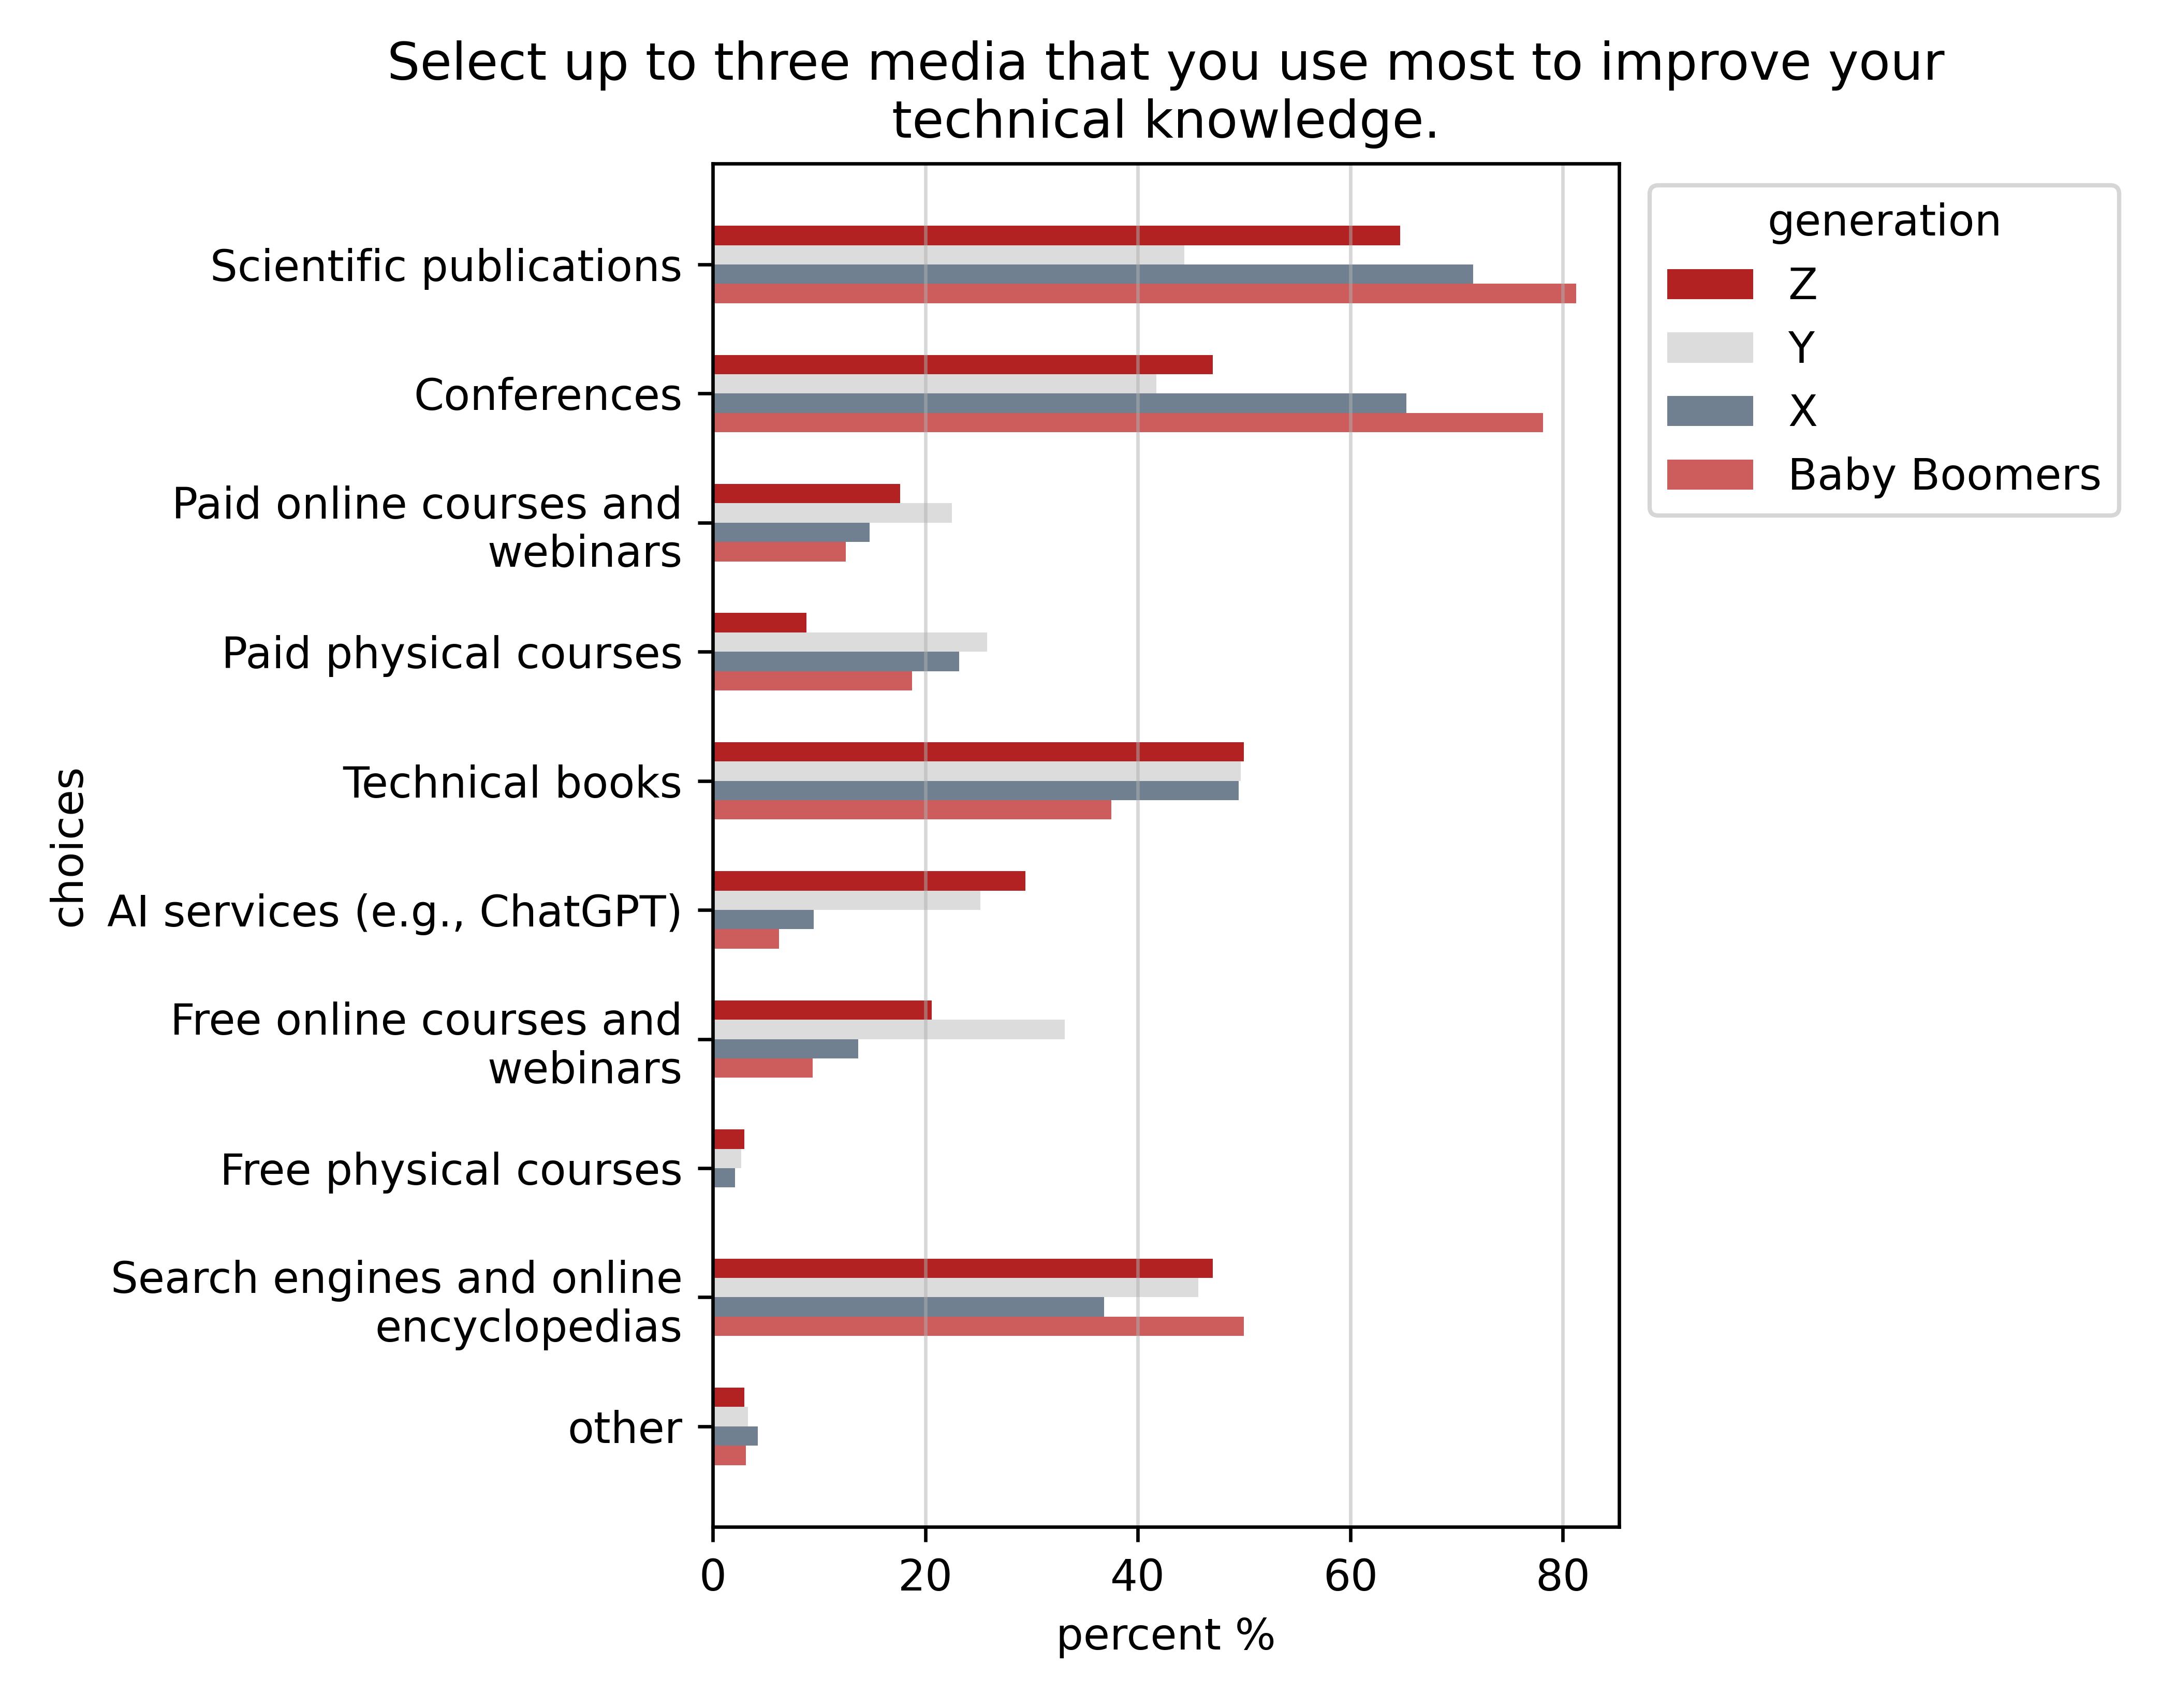 Select up to three media that you use most to improve your
technical knowledge.
generation
Z
Y
X
Baby Boomers
choices
Scientific publications
Conferences
Paid online courses and
webinars
Paid physical courses
Technical books
AI services (e.g., ChatGPT)
Free online courses and
webinars
Free physical courses
Search engines and online
encyclopedias
other
0 20 40 60 80
percent %